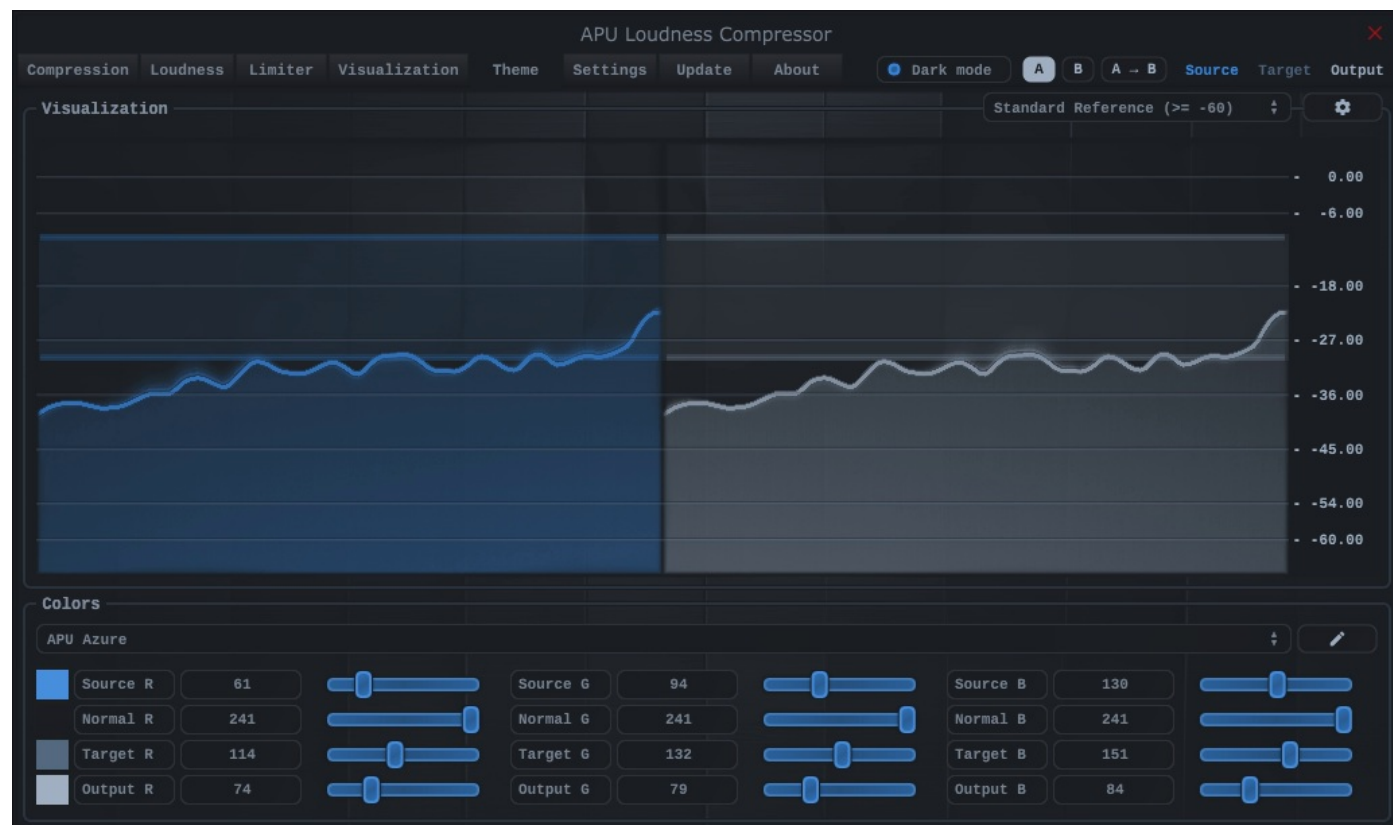 APU Loudness Compressor
Compression Loudness Limiter Visualization Theme Settings Update About Dark mode A B A → B Source Target Output
Visualization Standard Reference (>= -60)
- 0.00
- -6.00
- -18.00
- -27.00
- -36.00
- -45.00
- -54.00
- -60.00
Colors
APU Azure
Source R 61 Source G 94 Source B 130
Normal R 241 Normal G 241 Normal B 241
Target R 114 Target G 132 Target B 151
Output R 74 Output G 79 Output B 84